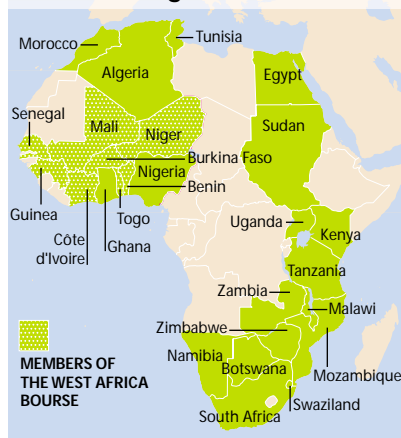 Morocco
Tunisia
Algeria
Egypt
Senegal
Mali
Niger
Sudan
Burkina Faso
Nigeria
Benin
Guinea
Togo
Côte
d'Ivoire
Ghana
Uganda
Kenya
Tanzania
Zambia
Malawi
Zimbabwe
Namibia
Botswana
Mozambique
Swaziland
South Africa
MEMBERS OF
THE WEST AFRICA
BOURSE